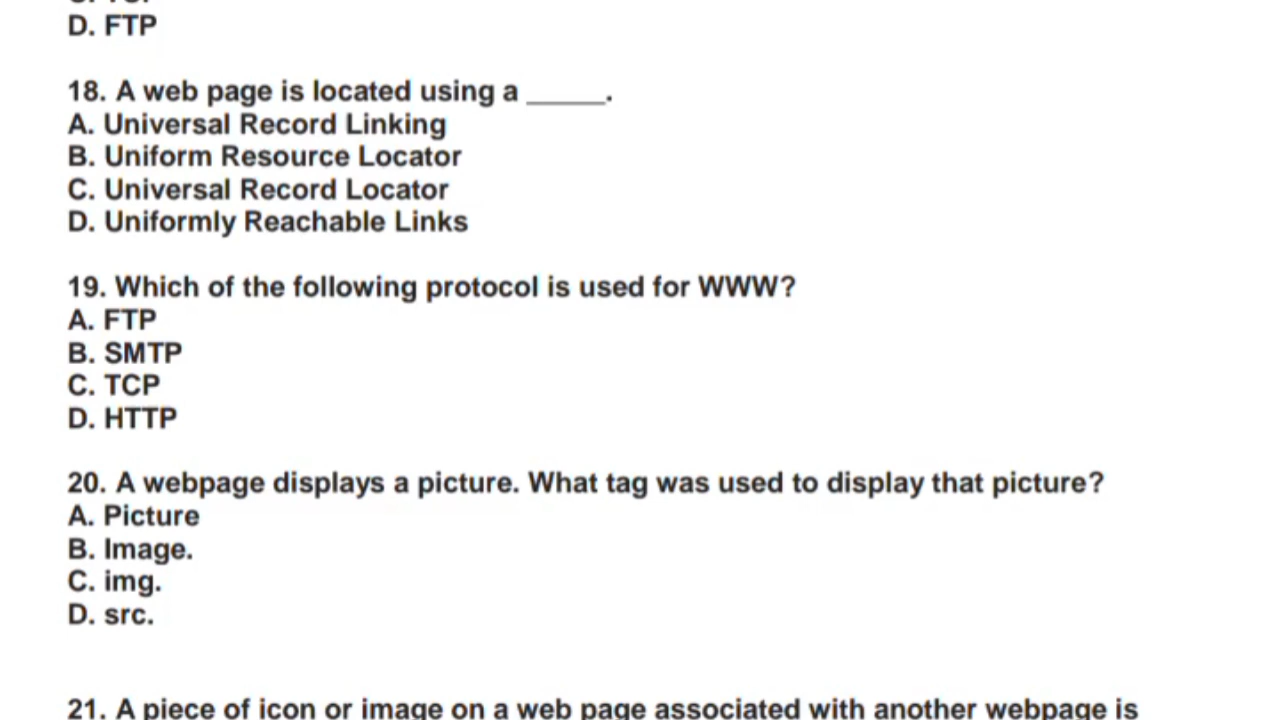 D. FTP
18. A web page is located using a _____.
A. Universal Record Linking
B. Uniform Resource Locator
C. Universal Record Locator
D. Uniformly Reachable Links
19. Which of the following protocol is used for WWW?
A. FTP
B. SMTP
C. TCP
D. HTTP
20. A webpage displays a picture. What tag was used to display that picture?
A. Picture
B. Image.
C. img.
D. src.
21. A piece of icon or image on a web page associated with another webpage is